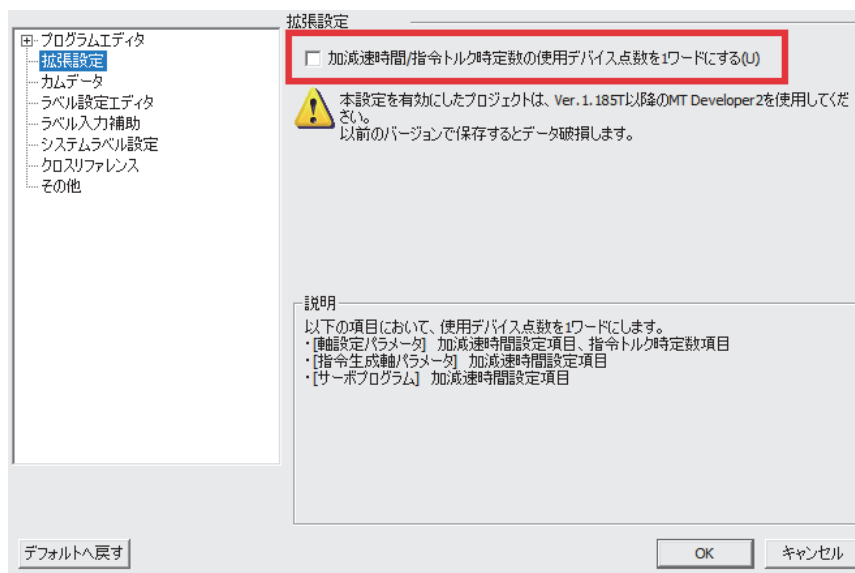 拡張設定
プログラムエディタ
拡張設定
カムデータ
ラベル設定エディタ
ラベル入力補助
システムラベル設定
クロスリファレンス
その他
加減速時間/指令トルク時定数の使用デバイス点数を1ワードにする(U)
本設定を有効にしたプロジェクトは、Ver.1.185T以降のMT Developer2を使用してくだ
さい。
以前のバージョンで保存するとデータ破損します。
説明
以下の項目において、使用デバイス点数を1ワードにします。
・[軸設定パラメータ] 加減速時間設定項目、指令トルク時定数項目
・[指令生成軸パラメータ] 加減速時間設定項目
・[サーボプログラム] 加減速時間設定項目
デフォルトへ戻す
OK
キャンセル